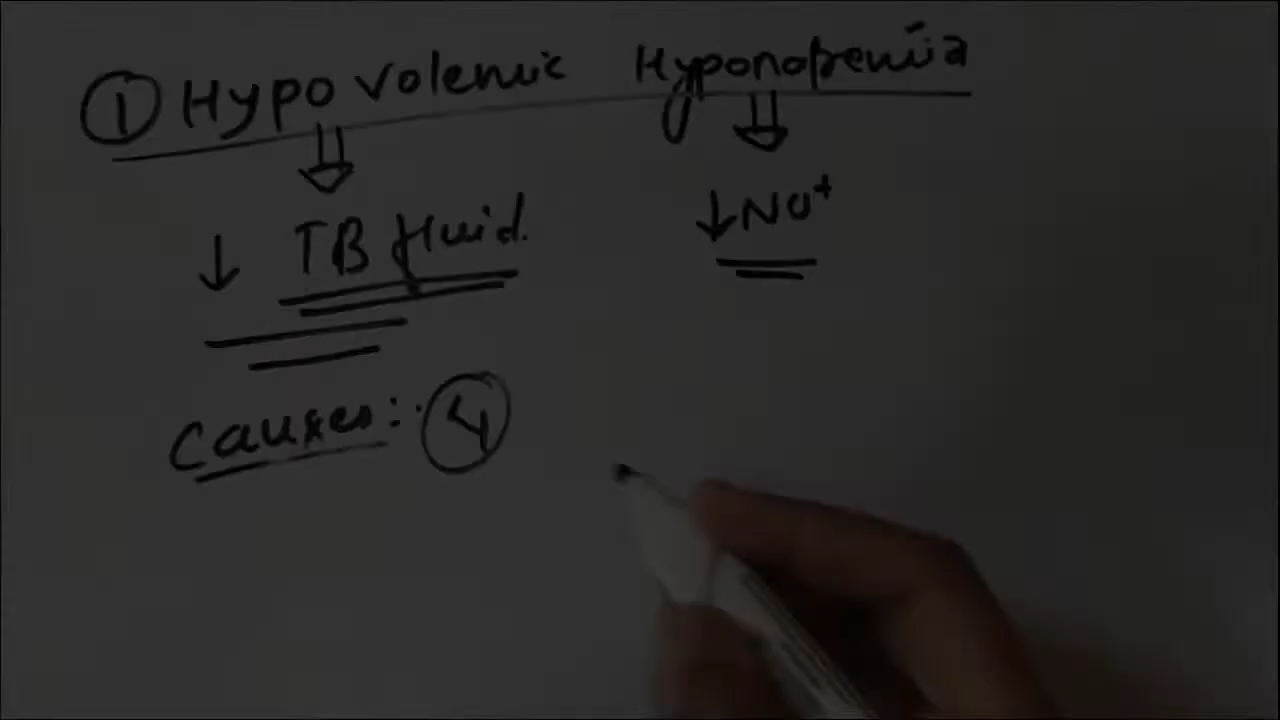 ① Hypovolemic Hyponatremia
↓ TB fluid. ↓ Na⁺
Causes: ④